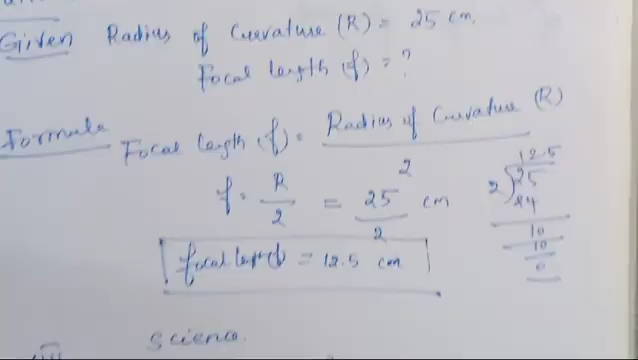 Given Radius of Curvature (R) = 25 cm.
Focal length (f) = ?
Formula Focal length (f) = Radius of Curvature (R)
2
f = R/2 = 25/2 cm
focal length = 12.5 cm
12.5
2)25
24
10
10
0
science.